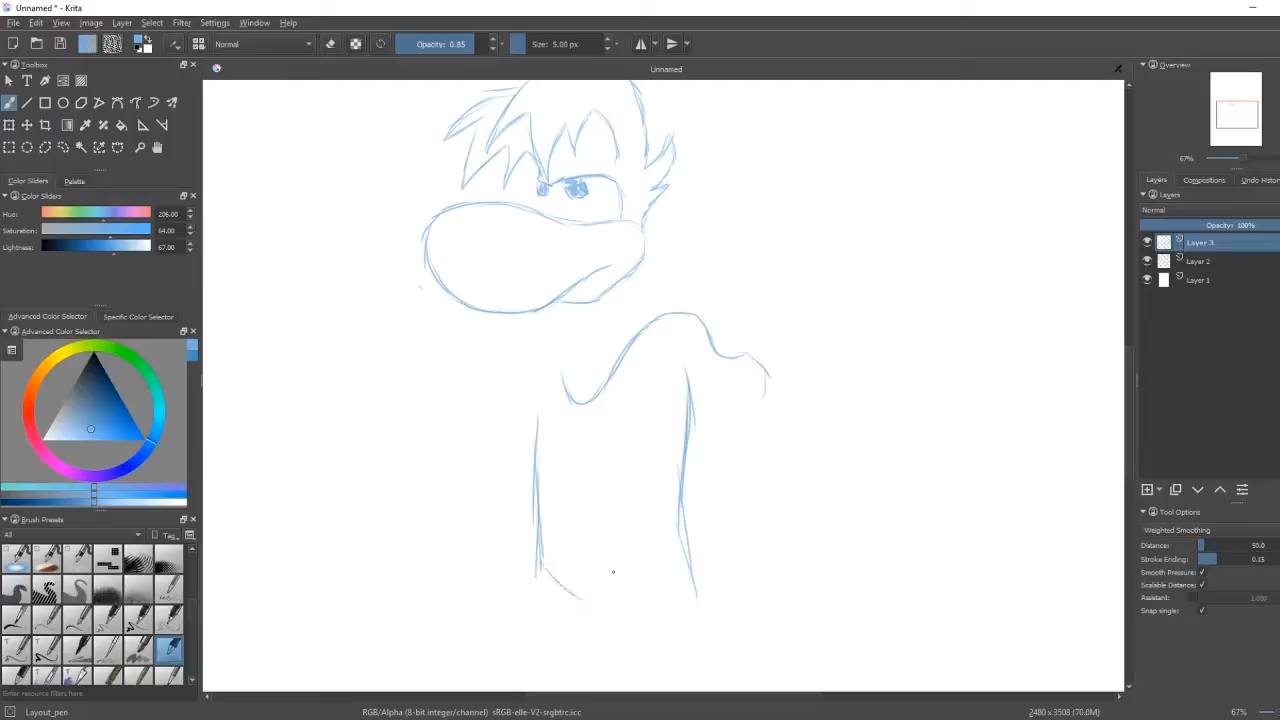 Unnamed * - Krita
File Edit View Image Layer Select Filter Settings Window Help
Normal Opacity: 0.85 Size: 5.00 px
Toolbox
Unnamed
Overview
67%
Color Sliders Palette
Color Sliders
Hue: 206.00
Saturation: 64.00
Lightness: 67.00
Layers Compositions Undo Histor
Layers
Normal
Opacity: 100%
Layer 3
Layer 2
Layer 1
Advanced Color Selector Specific Color Selector
Advanced Color Selector
Brush Presets
All Tag...
Tool Options
Weighted Smoothing
Distance: 50.0
Stroke Ending: 0.15
Smooth Pressure:
Scalable Distance:
Assistant: 1.000
Snap single:
Enter resource filters here
Layout_pen RGB/Alpha (8-bit integer/channel) sRGB-elle-V2-srgbtrc.icc 2480 x 3508 (70.0M) 67%